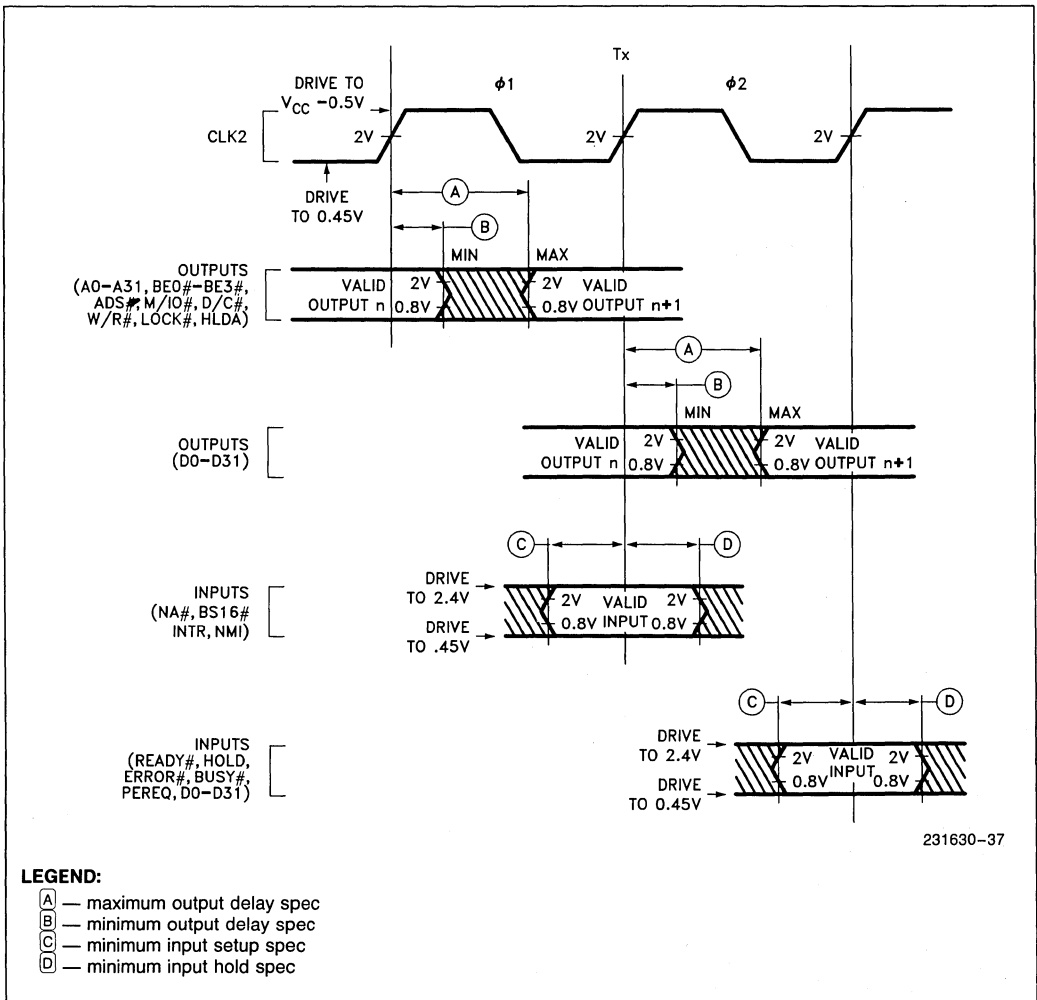 Tx
DRIVE TO
VCC −0.5V
ϕ1
ϕ2
CLK2
2V
2V
2V
DRIVE
TO 0.45V
A
B
MIN
MAX
OUTPUTS
(A0−A31, BE0#−BE3#,
ADS#, M/IO#, D/C#,
W/R#, LOCK#, HLDA)
VALID 2V 2V VALID
OUTPUT n 0.8V 0.8V OUTPUT n+1
A
B
MIN
MAX
OUTPUTS
(D0−D31)
VALID 2V 2V VALID
OUTPUT n 0.8V 0.8V OUTPUT n+1
C
D
INPUTS
(NA#, BS16#
INTR, NMI)
DRIVE
TO 2.4V
DRIVE
TO .45V
2V VALID 2V
0.8V INPUT 0.8V
C
D
INPUTS
(READY#, HOLD,
ERROR#, BUSY#,
PEREQ, D0−D31)
DRIVE
TO 2.4V
DRIVE
TO 0.45V
2V VALID 2V
0.8V INPUT 0.8V
231630−37
LEGEND:
A — maximum output delay spec
B — minimum output delay spec
C — minimum input setup spec
D — minimum input hold spec